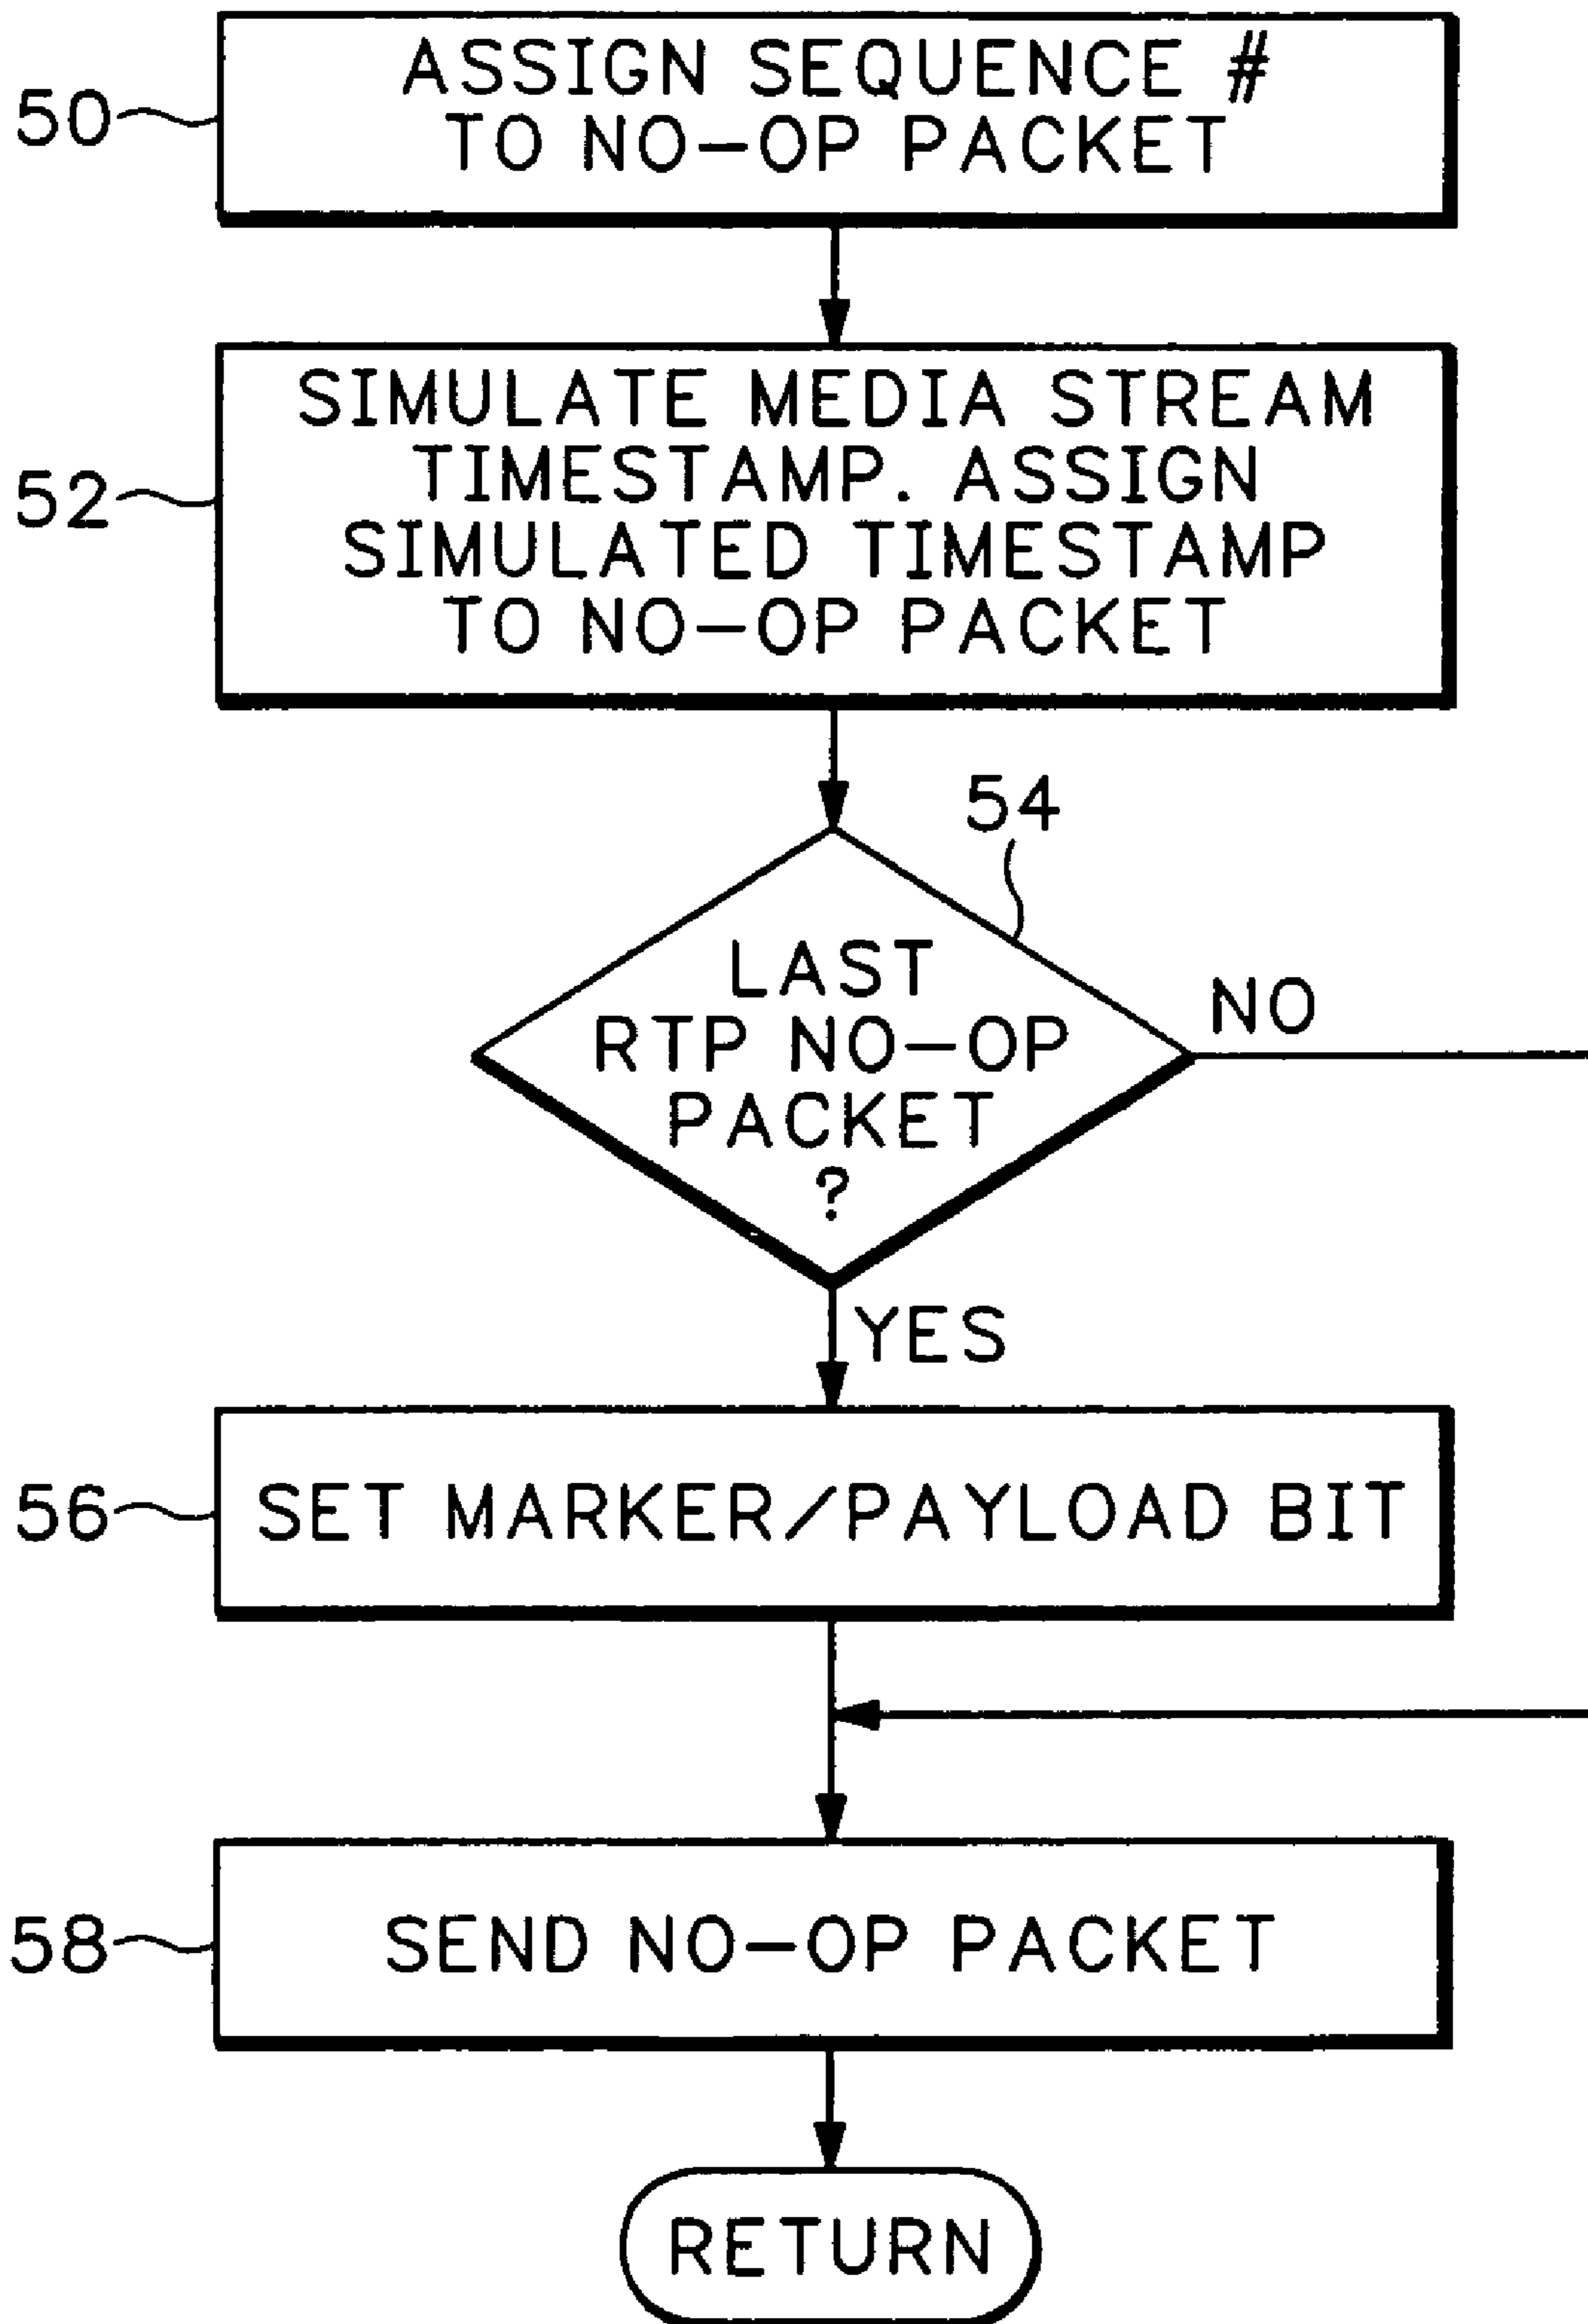 50
ASSIGN SEQUENCE #
TO NO-OP PACKET
52
SIMULATE MEDIA STREAM
TIMESTAMP. ASSIGN
SIMULATED TIMESTAMP
TO NO-OP PACKET
54
LAST
RTP NO-OP
PACKET
?
NO
YES
56
SET MARKER/PAYLOAD BIT
58
SEND NO-OP PACKET
RETURN